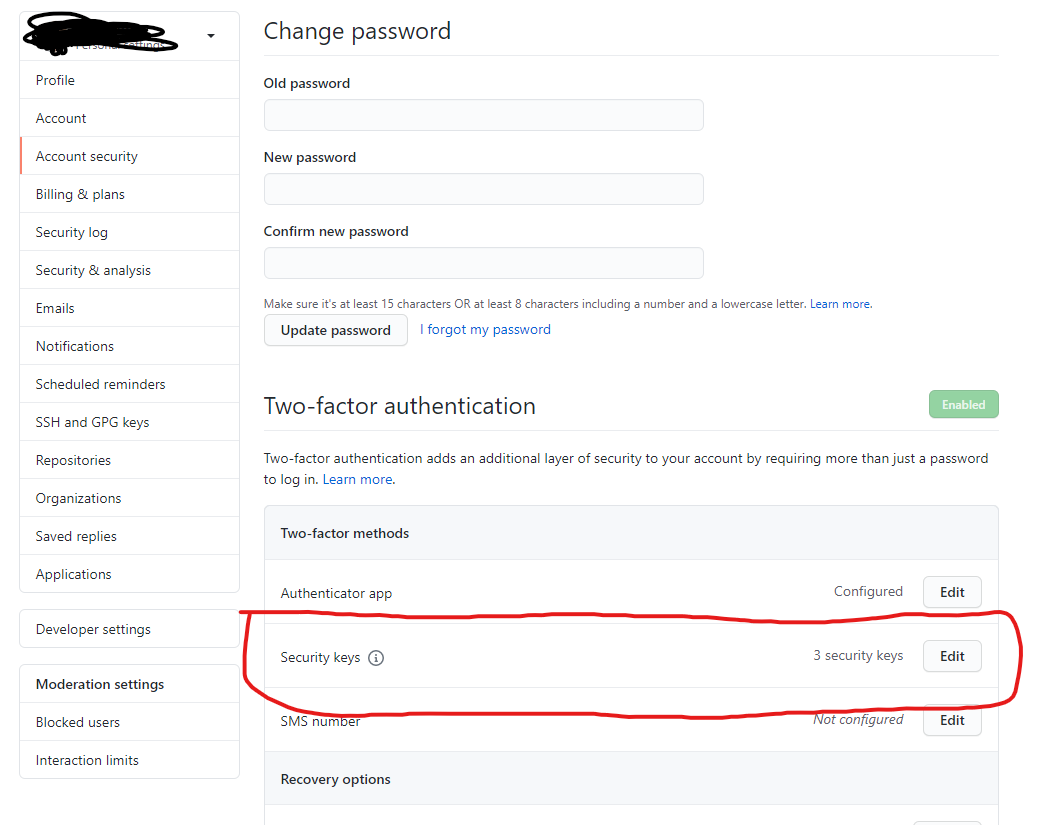 Personal settings
Profile
Account
Account security
Billing & plans
Security log
Security & analysis
Emails
Notifications
Scheduled reminders
SSH and GPG keys
Repositories
Organizations
Saved replies
Applications
Developer settings
Moderation settings
Blocked users
Interaction limits
Change password
Old password
New password
Confirm new password
Make sure it's at least 15 characters OR at least 8 characters including a number and a lowercase letter. Learn more.
Update password I forgot my password
Two-factor authentication Enabled
Two-factor authentication adds an additional layer of security to your account by requiring more than just a password
to log in. Learn more.
Two-factor methods
Authenticator app Configured Edit
Security keys 3 security keys Edit
SMS number Not configured Edit
Recovery options